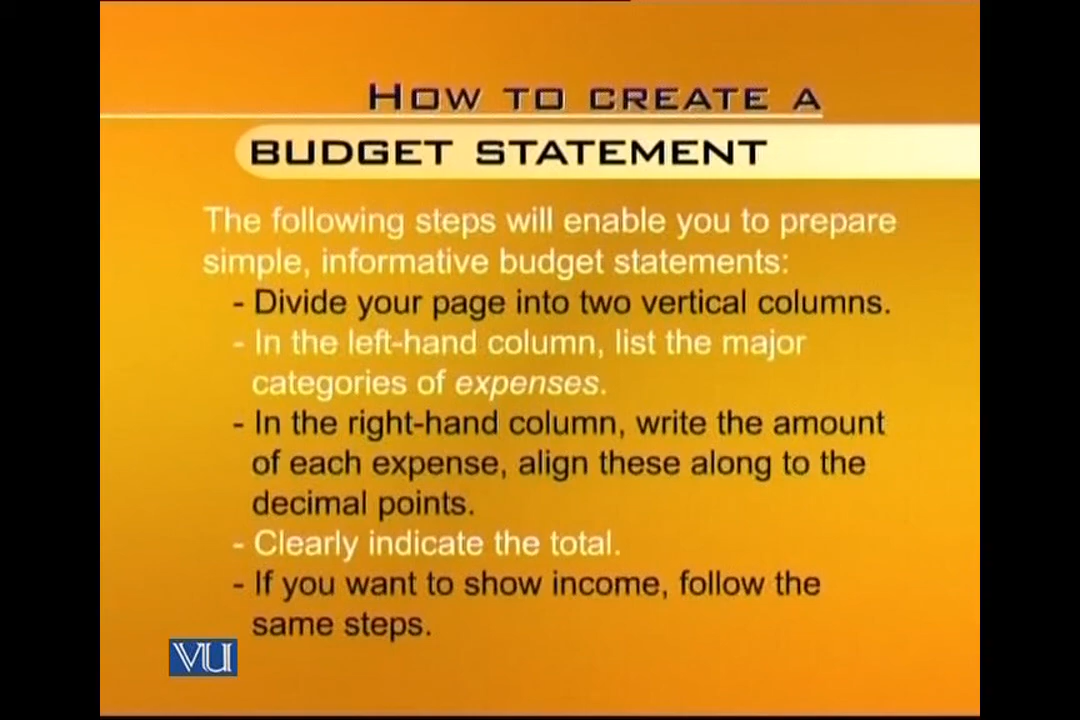 HOW TO CREATE A
BUDGET STATEMENT
The following steps will enable you to prepare
simple, informative budget statements:
- Divide your page into two vertical columns.
- In the left-hand column, list the major
categories of expenses.
- In the right-hand column, write the amount
of each expense, align these along to the
decimal points.
- Clearly indicate the total.
- If you want to show income, follow the
same steps.
VU